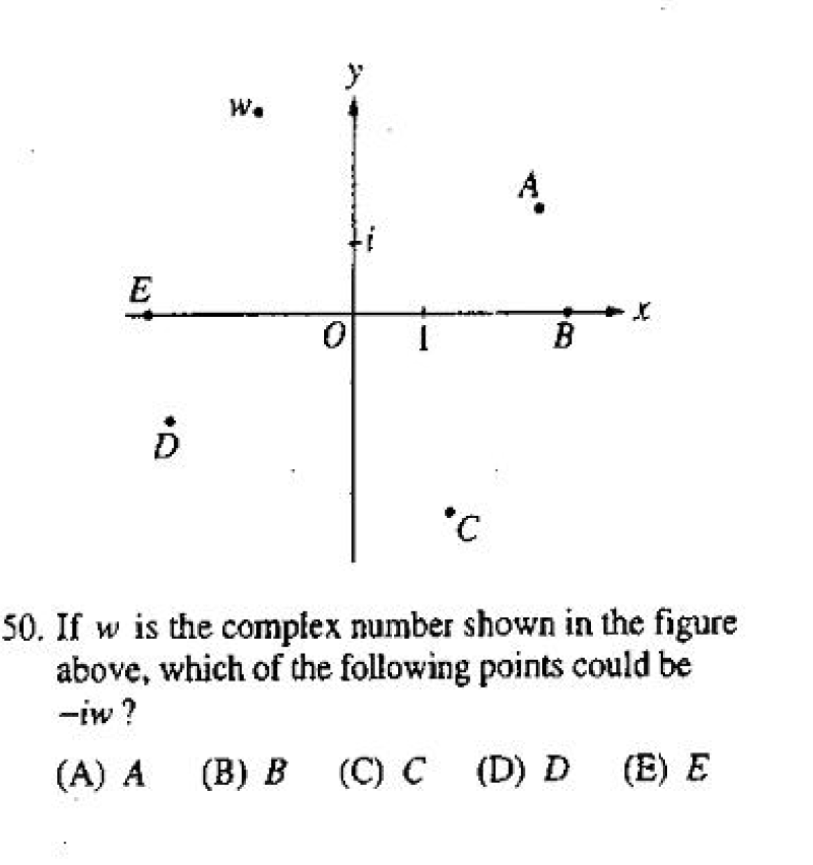 y
w
A
i
E
x
O
1
B
D
C
50. If w is the complex number shown in the figure
above, which of the following points could be
–iw ?
(A) A (B) B (C) C (D) D (E) E